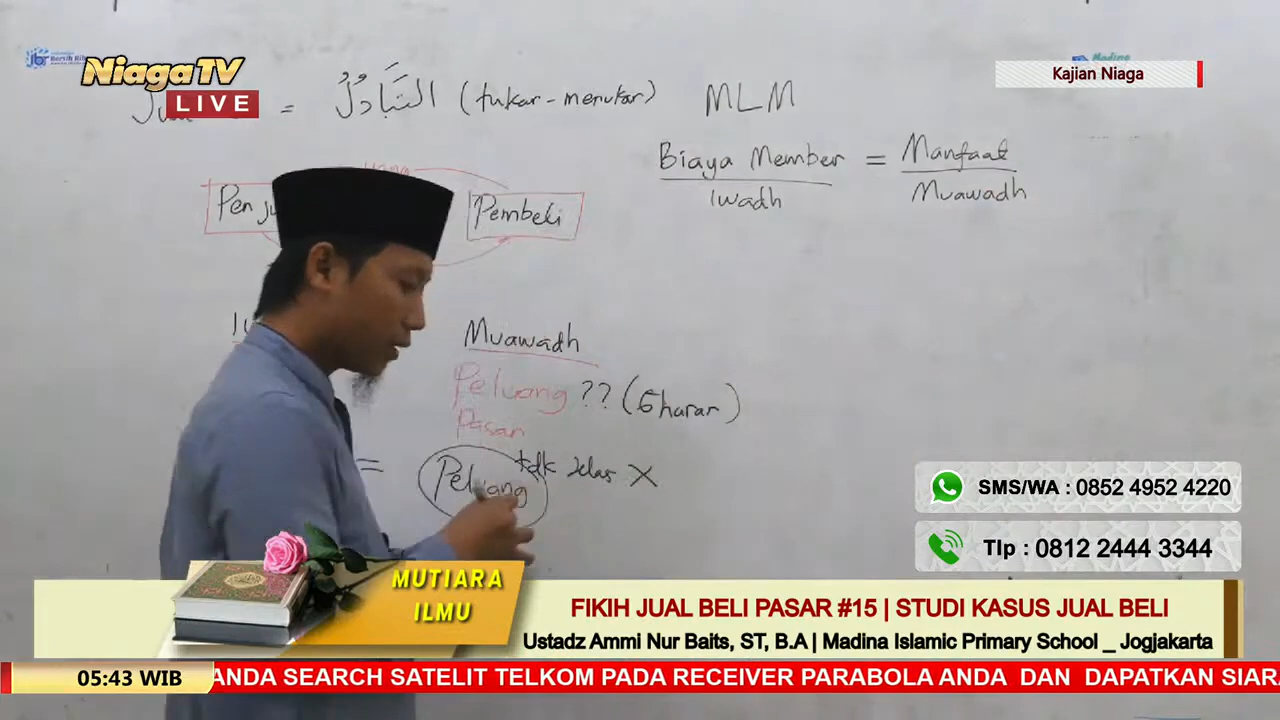 NiagaTV
LIVE
Kajian Niaga
= التَّبَادُلُ (tukar-menukar) MLM
Biaya Member = Manfaat
Iwadh Muawadh
uang
Pembeli
Muawadh
Peluang ?? (Gharar)
Pasar
= Peluang tdk jelas X
SMS/WA : 0852 4952 4220
Tlp : 0812 2444 3344
MUTIARA
ILMU
FIKIH JUAL BELI PASAR #15 | STUDI KASUS JUAL BELI
Ustadz Ammi Nur Baits, ST, B.A | Madina Islamic Primary School _ Jogjakarta
05:43 WIB
ANDA SEARCH SATELIT TELKOM PADA RECEIVER PARABOLA ANDA DAN DAPATKAN SIAR